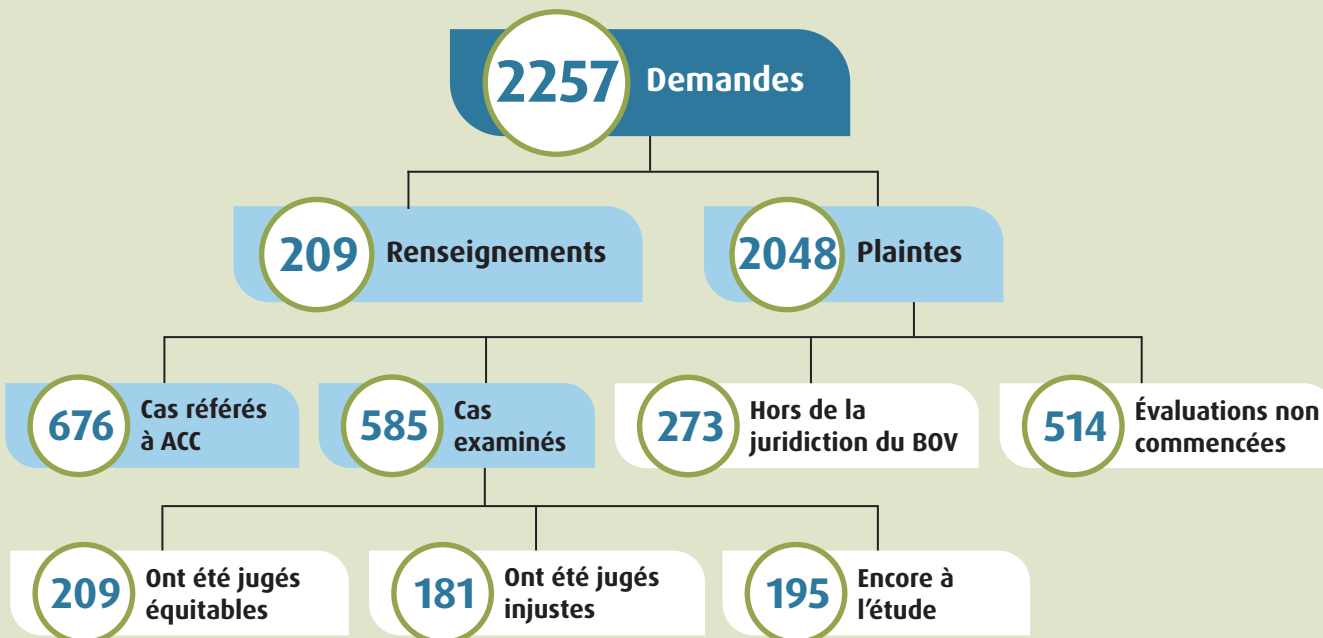 2257 Demandes
209 Renseignements
2048 Plaintes
676 Cas référés
à ACC
585 Cas
examinés
273 Hors de la
juridiction du BOV
514 Évaluations non
commencées
209 Ont été jugés
équitables
181 Ont été jugés
injustes
195 Encore à
l’étude